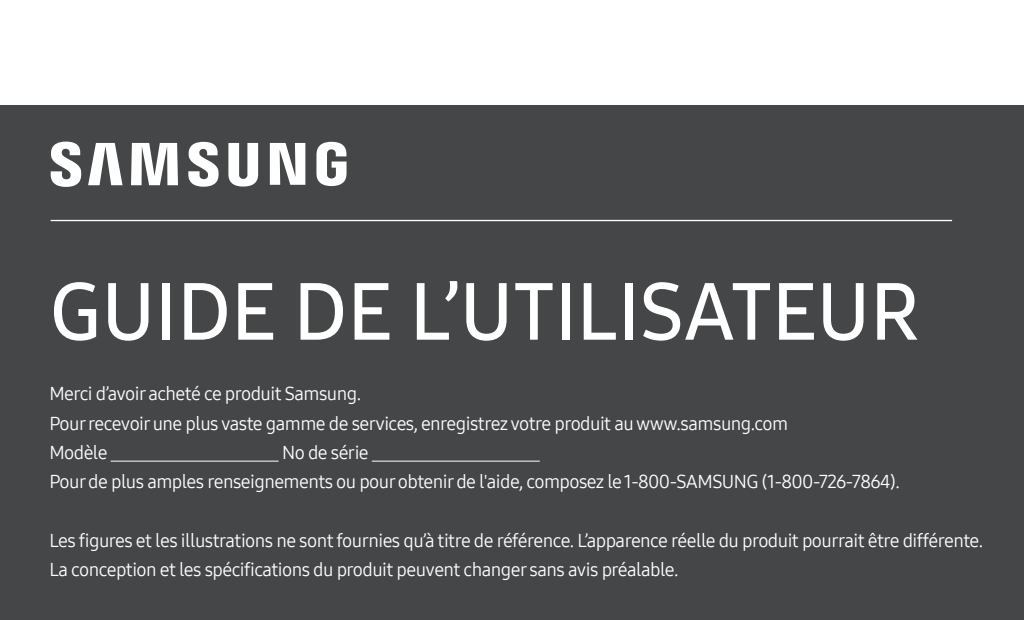 SAMSUNG
GUIDE DE L’UTILISATEUR
Merci d’avoir acheté ce produit Samsung.
Pour recevoir une plus vaste gamme de services, enregistrez votre produit au www.samsung.com
Modèle __________________ No de série __________________
Pour de plus amples renseignements ou pour obtenir de l'aide, composez le 1-800-SAMSUNG (1-800-726-7864).
Les figures et les illustrations ne sont fournies qu’à titre de référence. L’apparence réelle du produit pourrait être différente.
La conception et les spécifications du produit peuvent changer sans avis préalable.